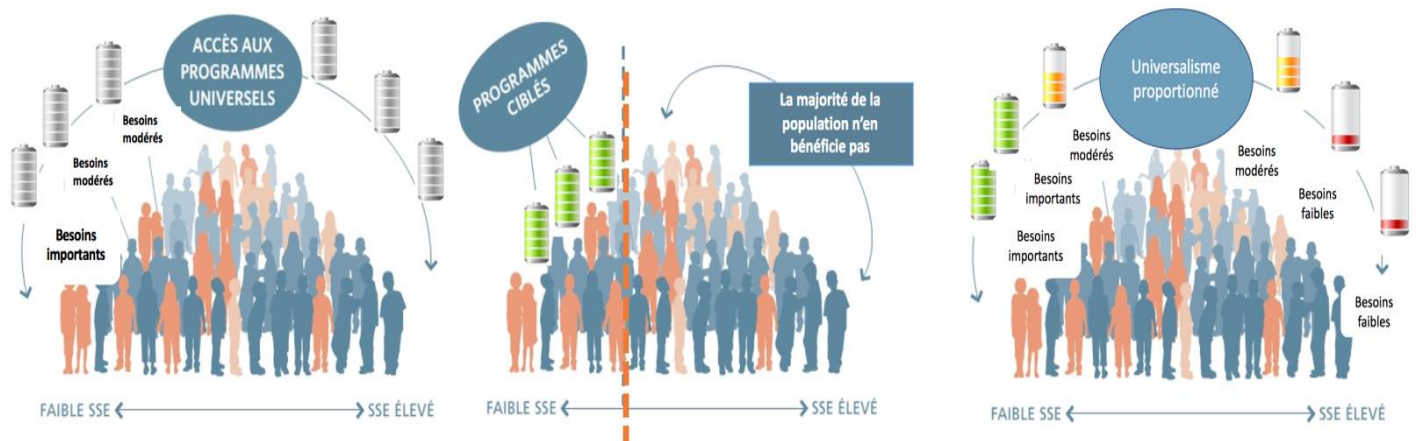 ACCÈS AUX
PROGRAMMES
UNIVERSELS
Besoins
modérés
Besoins
modérés
Besoins
importants
FAIBLE SSE
SSE ÉLEVÉ
PROGRAMMES
CIBLÉS
La majorité de la
population n'en
bénéficie pas
FAIBLE SSE
SSE ÉLEVÉ
Universalisme
proportionné
Besoins
modérés
Besoins
importants
Besoins
importants
Besoins
modérés
Besoins
faibles
Besoins
faibles
FAIBLE SSE
SSE ÉLEVÉ